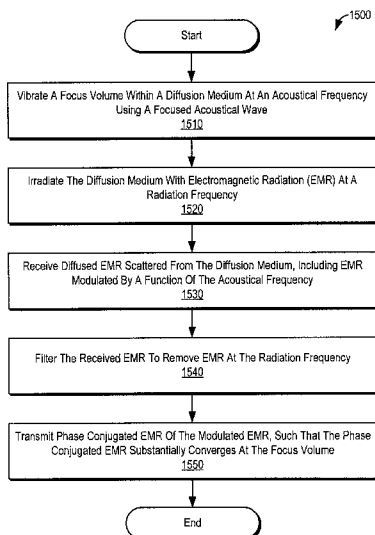 1500
Start
Vibrate A Focus Volume Within A Diffusion Medium At An Acoustical Frequency
Using A Focused Acoustical Wave
1510
Irradiate The Diffusion Medium With Electromagnetic Radiation (EMR) At A
Radiation Frequency
1520
Receive Diffused EMR Scattered From The Diffusion Medium, Including EMR
Modulated By A Function Of The Acoustical Frequency
1530
Filter The Received EMR To Remove EMR At The Radiation Frequency
1540
Transmit Phase Conjugated EMR Of The Modulated EMR, Such That The Phase
Conjugated EMR Substantially Converges At The Focus Volume
1550
End